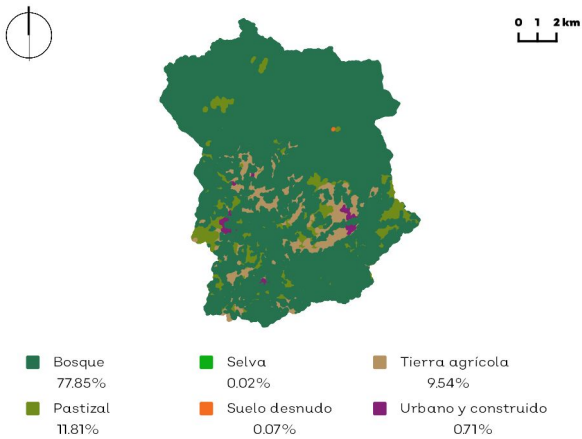 0 1 2 km
Bosque
77.85%
Selva
0.02%
Tierra agrícola
9.54%
Pastizal
11.81%
Suelo desnudo
0.07%
Urbano y construido
0.71%